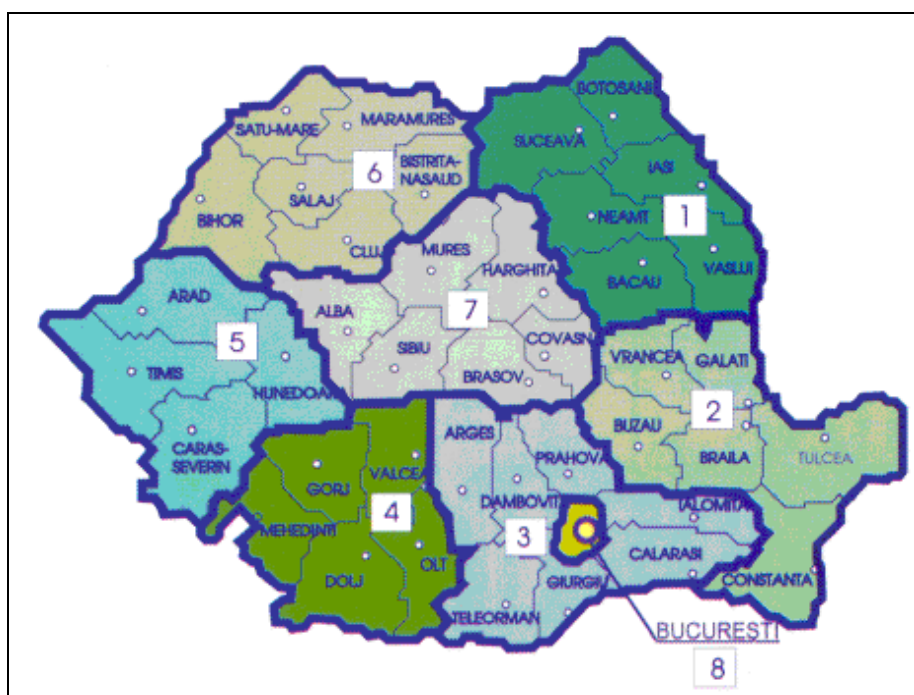 BOTOSANI
SATU-MARE
MARAMURES
SUCEAVA
IASI
6
BISTRITA-
NASAUD
SALAJ
BIHOR
NEAMT
1
CLUJ
MURES
HARGHITA
BACAU
VASLUI
ARAD
ALBA
7
5
SIBIU
COVASN
VRANCEA
GALATI
TIMIS
HUNEDOARA
BRASOV
2
ARGES
BUZAU
CARAS-
SEVERIN
VALCEA
PRAHOVA
BRAILA
TULCEA
GORJ
DAMBOVIT
4
MEHEDINTI
3
IALOMITA
OLT
CALARASI
DOLJ
GIURGIU
CONSTANTA
TELEORMAN
BUCURESTI
8